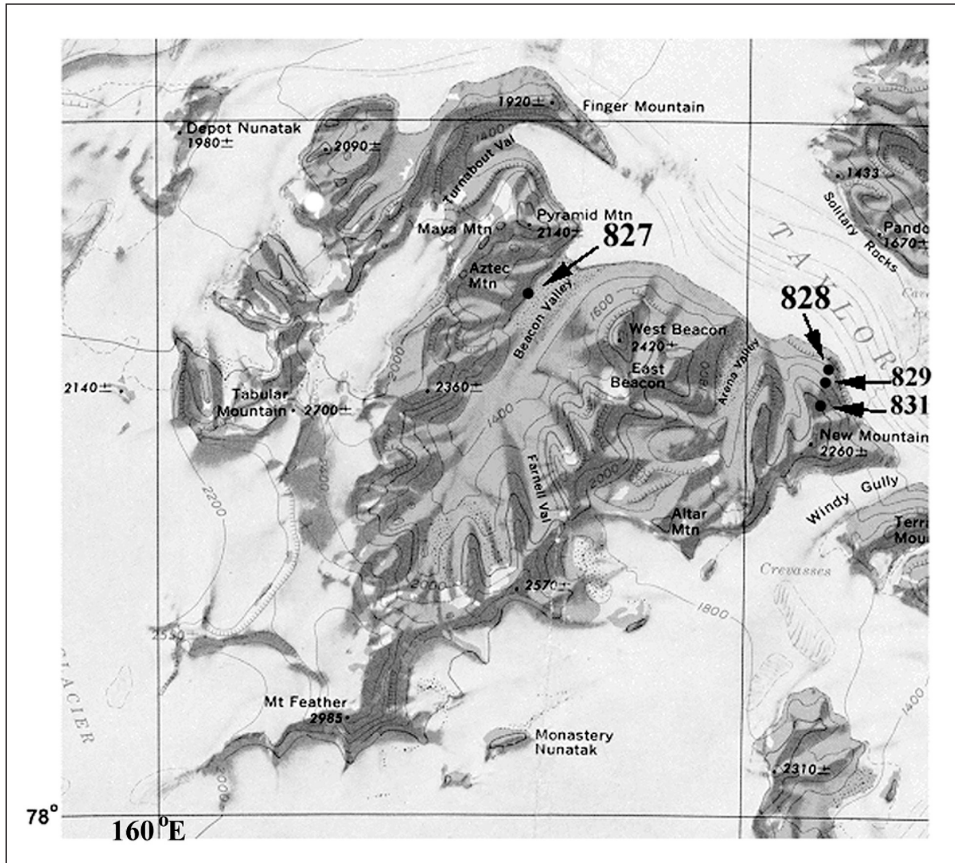 1920±
Finger Mountain
Depot Nunatak
1980±
2090±
1400
Turnabout Val
1433
Solitary Rocks
Pyramid Mtn
2140±
Maya Mtn
827
Pando
1670±
Aztec
Mtn
TAYLOR
Beacon Valley
1600
828
West Beacon
2420±
East
Beacon
1800
Arena Valley
829
2000
2140±
2360±
Tabular
Mountain
2700±
831
1400
New Mountain
2260±
Farnell Val
2000
2200
Windy Gully
Altar
Mtn
Terr
Mou
Crevasses
2000
2570±
1800
GLACIER
Mt Feather
2985
Monastery
Nunatak
1400
2310±
78°
160°E